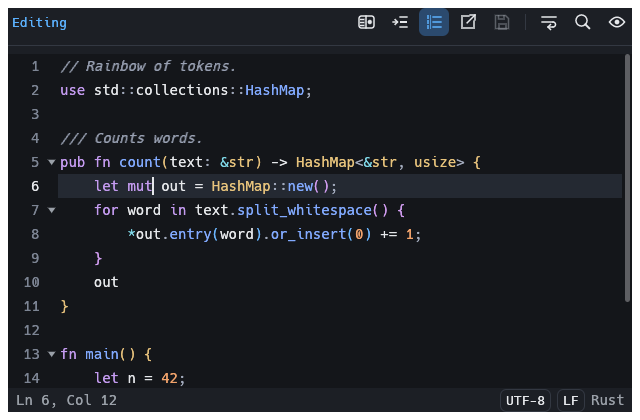 Editing
1 // Rainbow of tokens.
2 use std::collections::HashMap;
3
4 /// Counts words.
5 pub fn count(text: &str) -> HashMap<&str, usize> {
6     let mut out = HashMap::new();
7     for word in text.split_whitespace() {
8         *out.entry(word).or_insert(0) += 1;
9     }
10     out
11 }
12
13 fn main() {
14     let n = 42;
Ln 6, Col 12 UTF-8 LF Rust